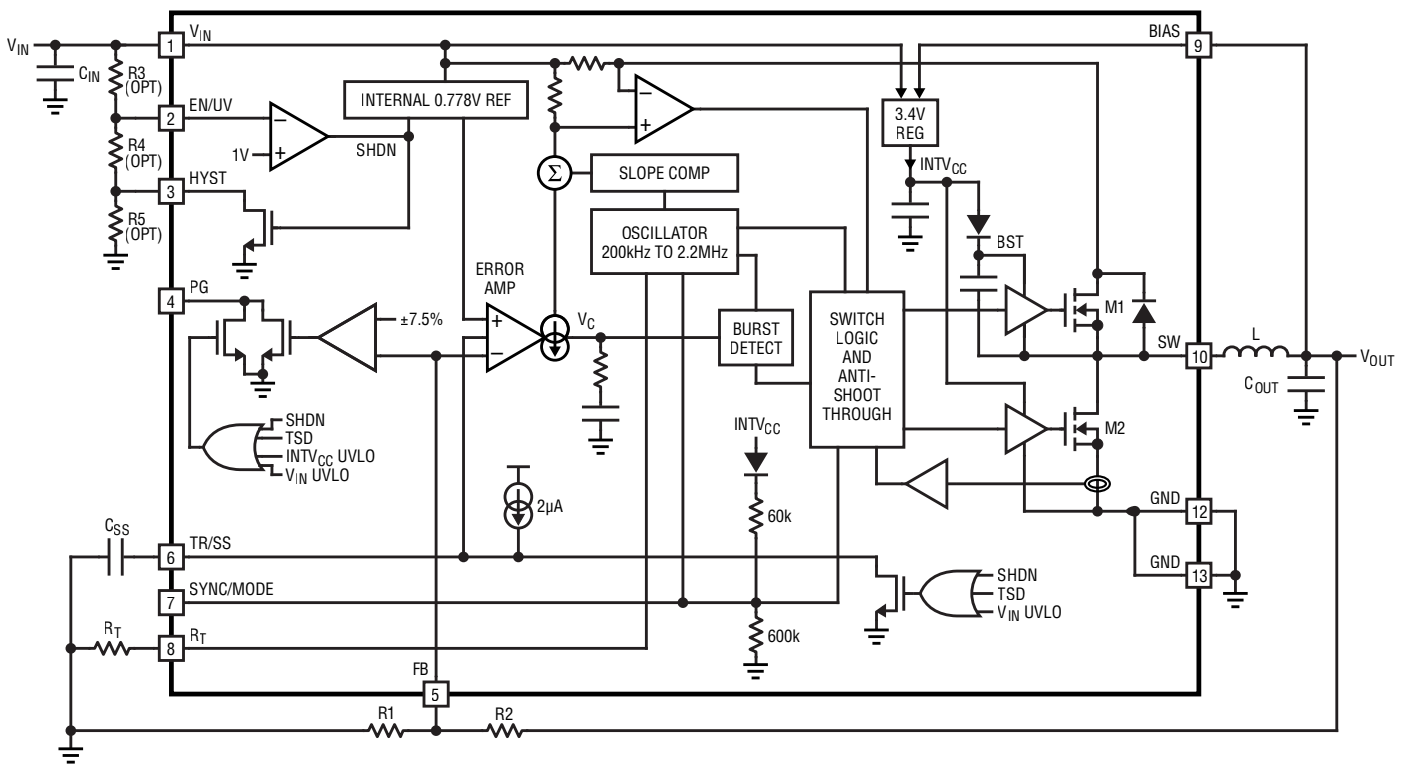 VIN
CIN
R3
(OPT)
R4
(OPT)
R5
(OPT)
1
VIN
2
EN/UV
3
HYST
4
PG
1V
−
+
SHDN
INTERNAL 0.778V REF
−
+
Σ
SLOPE COMP
OSCILLATOR
200kHz TO 2.2MHz
ERROR
AMP
+
−
±7.5%
VC
BURST
DETECT
SWITCH
LOGIC
AND
ANTI-
SHOOT
THROUGH
3.4V
REG
INTVCC
BST
M1
M2
BIAS
9
SW
10
L
VOUT
COUT
GND
12
GND
13
SHDN
TSD
INTVCC UVLO
VIN UVLO
2µA
INTVCC
60k
600k
SHDN
TSD
VIN UVLO
CSS
6
TR/SS
7
SYNC/MODE
RT
8
RT
FB
5
R1
R2